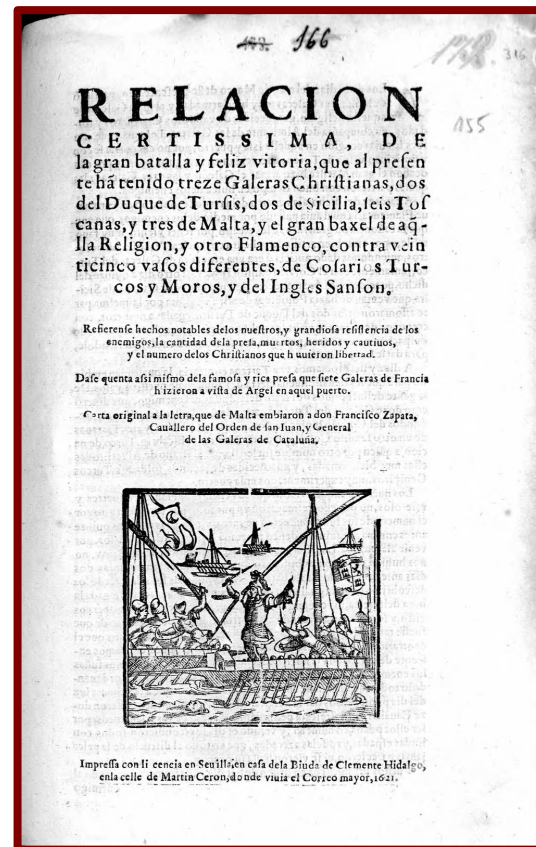 173. 166
316
155
RELACION
CERTISSIMA, DE
la gran batalla y feliz vitoria, que al presen
te hã tenido treze Galeras Christianas, dos
del Duque de Tursis, dos de Sicilia, seis Tos
canas, y tres de Malta, y el gran baxel de aq̃-
lla Religion, y otro Flamenco, contra vein
ticinco vasos diferentes, de Cosarios Tur-
cos y Moros, y del Ingles Sanson.
Refierense hechos notables delos nuestros, y grandiosa resistencia de los
enemigos, la cantidad dela presa, muertos, heridos y cautiuos,
y el numero delos Christianos que huuieron libertad.
Dase quenta assi mismo dela famosa y rica presa que siete Galeras de Francia
hizieron a vista de Argel en aquel puerto.
Carta original a la letra, que de Malta embiaron a don Francisco Zapata,
Cauallero del Orden de san Iuan, y General
de las Galeras de Cataluña.
Impressa con licencia en Seuilla, en casa dela Biuda de Clemente Hidalgo,
enla celle de Martin Ceron, donde viuia el Correo mayor, 1621.